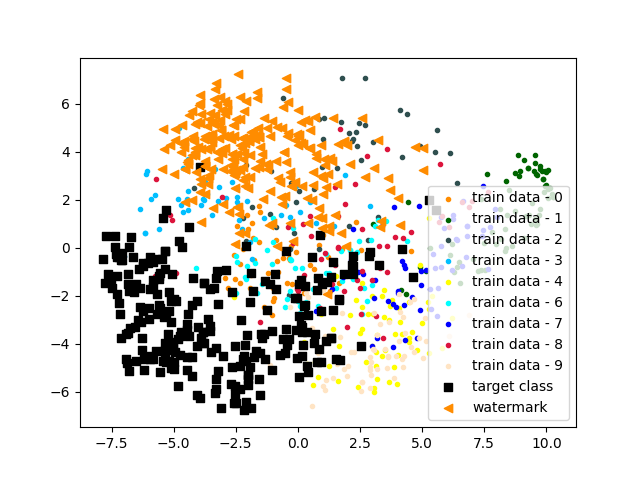 6
4
2
0
−2
−4
−6
−7.5
−5.0
−2.5
0.0
2.5
5.0
7.5
10.0
train data - 0
train data - 1
train data - 2
train data - 3
train data - 4
train data - 6
train data - 7
train data - 8
train data - 9
target class
watermark